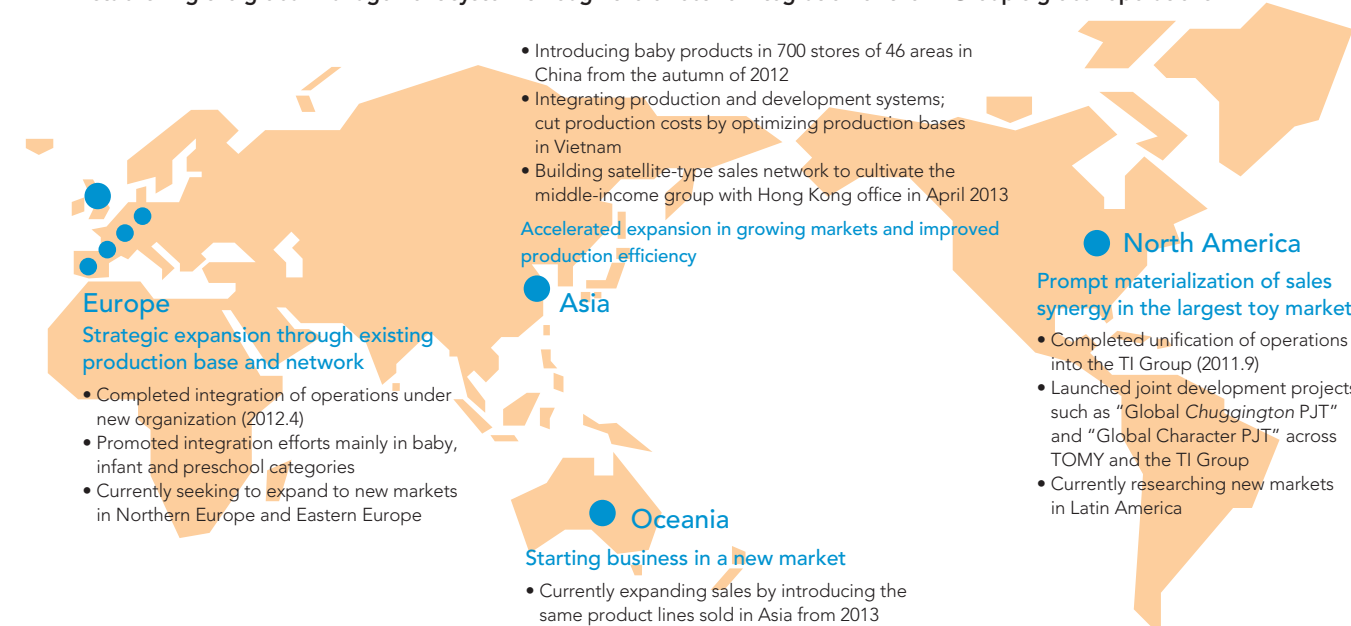 • Introducing baby products in 700 stores of 46 areas in
China from the autumn of 2012
• Integrating production and development systems;
cut production costs by optimizing production bases
in Vietnam
• Building satellite-type sales network to cultivate the
middle-income group with Hong Kong office in April 2013
Accelerated expansion in growing markets and improved
production efficiency
Asia
Europe
Strategic expansion through existing
production base and network
• Completed integration of operations under
new organization (2012.4)
• Promoted integration efforts mainly in baby,
infant and preschool categories
• Currently seeking to expand to new markets
in Northern Europe and Eastern Europe
Oceania
Starting business in a new market
• Currently expanding sales by introducing the
same product lines sold in Asia from 2013
North America
Prompt materialization of sales
synergy in the largest toy market
• Completed unification of operations
into the TI Group (2011.9)
• Launched joint development projects
such as “Global Chuggington PJT”
and “Global Character PJT” across
TOMY and the TI Group
• Currently researching new markets
in Latin America